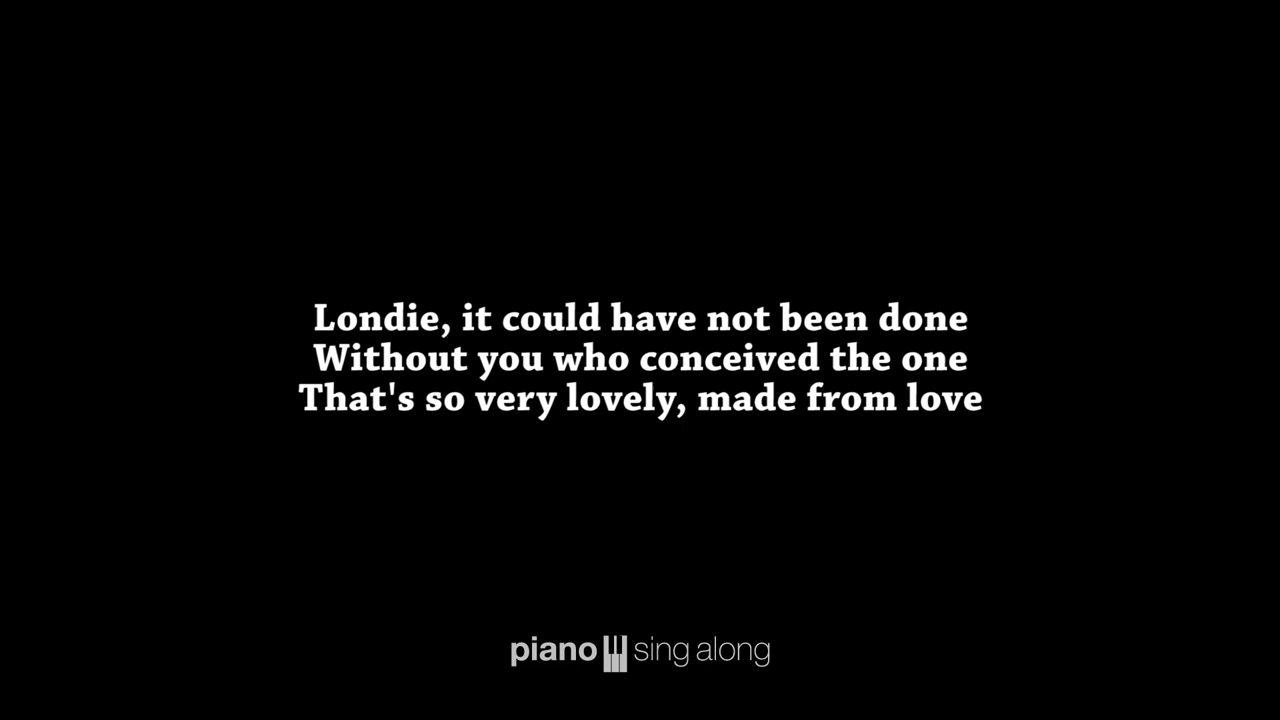 Londie, it could have not been done
Without you who conceived the one
That's so very lovely, made from love
piano sing along